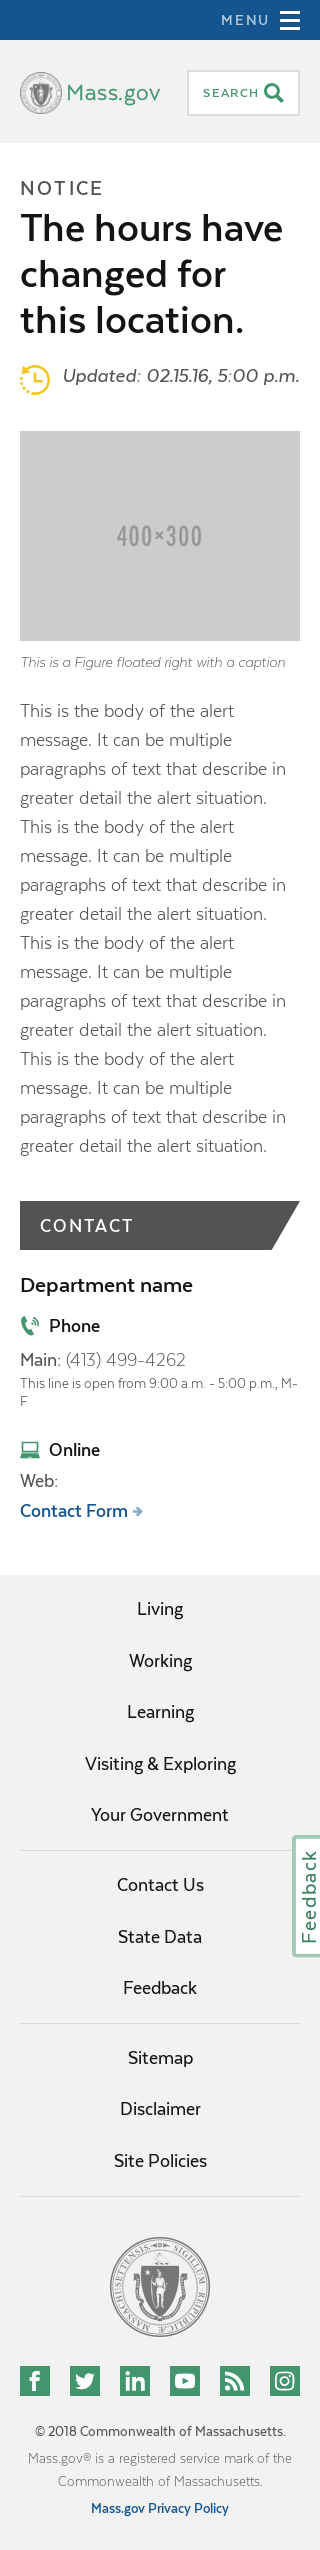 MENU
Mass.gov
SEARCH
NOTICE
The hours have
changed for
this location.
Updated: 02.15.16, 5:00 p.m.
400×300
This is a Figure floated right with a caption
This is the body of the alert
message. It can be multiple
paragraphs of text that describe in
greater detail the alert situation.
This is the body of the alert
message. It can be multiple
paragraphs of text that describe in
greater detail the alert situation.
This is the body of the alert
message. It can be multiple
paragraphs of text that describe in
greater detail the alert situation.
This is the body of the alert
message. It can be multiple
paragraphs of text that describe in
greater detail the alert situation.
CONTACT
Department name
Phone
Main: (413) 499-4262
This line is open from 9:00 a.m. - 5:00 p.m., M-
F
Online
Web:
Contact Form
Living
Working
Learning
Visiting & Exploring
Your Government
Feedback
Contact Us
State Data
Feedback
Sitemap
Disclaimer
Site Policies
© 2018 Commonwealth of Massachusetts.
Mass.gov® is a registered service mark of the
Commonwealth of Massachusetts.
Mass.gov Privacy Policy